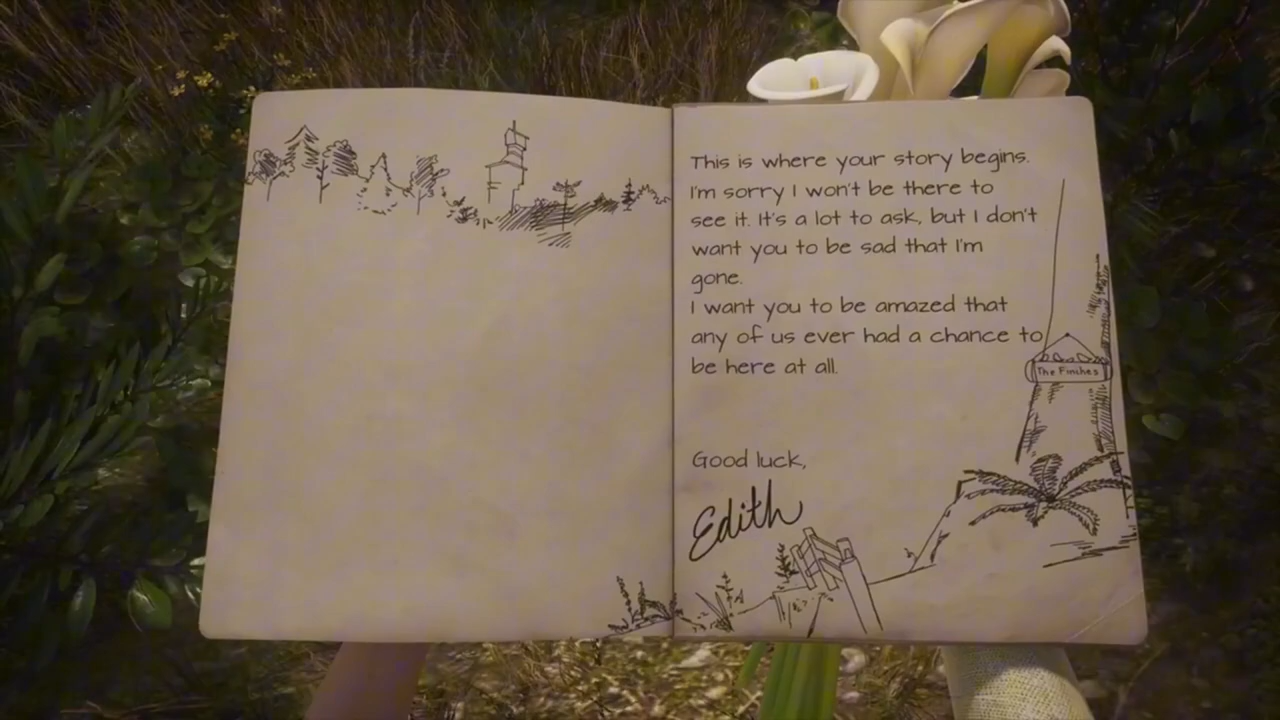 This is where your story begins.
I'm sorry I won't be there to
see it. It's a lot to ask, but I don't
want you to be sad that I'm
gone.
I want you to be amazed that
any of us ever had a chance to
be here at all.
The Finches
Good luck,
Edith